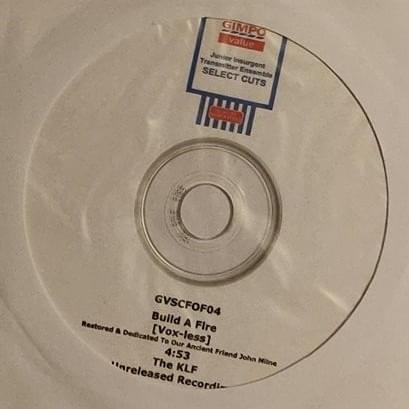 GIMPO
value
Junior Insurgent
Transmitter Ensemble
SELECT CUTS
GVSCFOF04
Build A Fire
[Vox-less]
Restored & Dedicated To Our Ancient Friend John Milne
4:53
The KLF
Unreleased Recordin